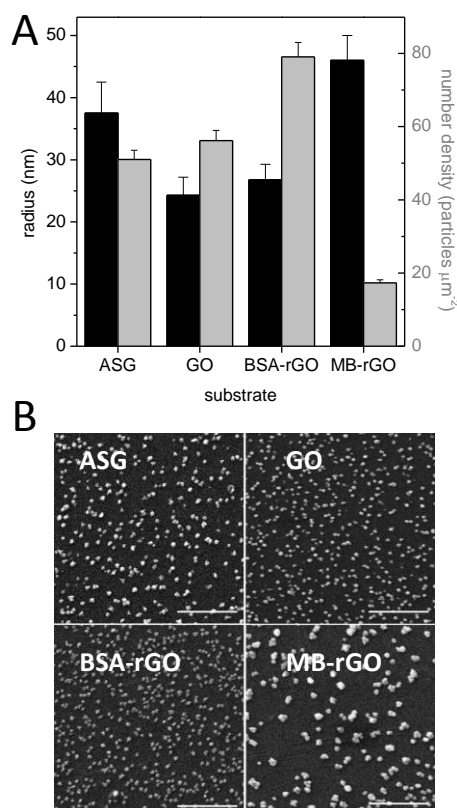 A
50
40
30
20
10
0
radius (nm)
80
60
40
20
0
number density (particles μm⁻²)
ASG
GO
BSA-rGO
MB-rGO
substrate
B
ASG
GO
BSA-rGO
MB-rGO